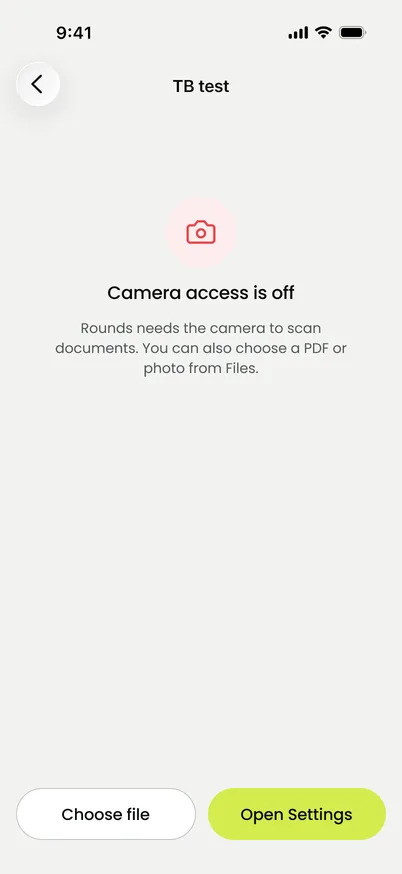 9:41
TB test
Camera access is off
Rounds needs the camera to scan
documents. You can also choose a PDF or
photo from Files.
Choose file
Open Settings